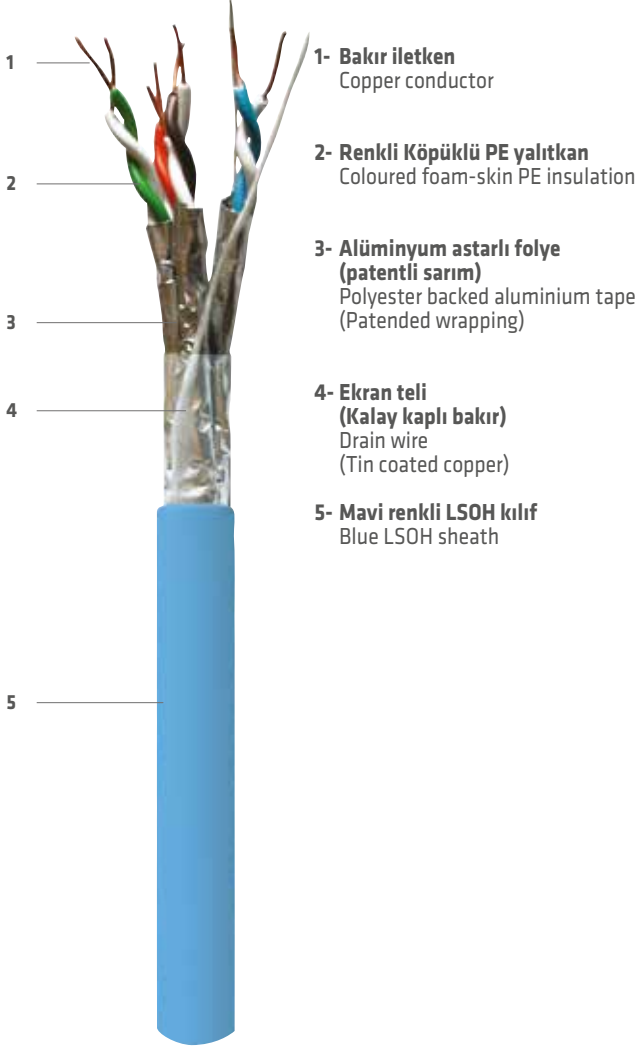 1
2
3
4
5
1- Bakır iletken
Copper conductor
2- Renkli Köpüklü PE yalıtkan
Coloured foam-skin PE insulation
3- Alüminyum astarlı folye
(patentli sarım)
Polyester backed aluminium tape
(Patented wrapping)
4- Ekran teli
(Kalay kaplı bakır)
Drain wire
(Tin coated copper)
5- Mavi renkli LSOH kılıf
Blue LSOH sheath